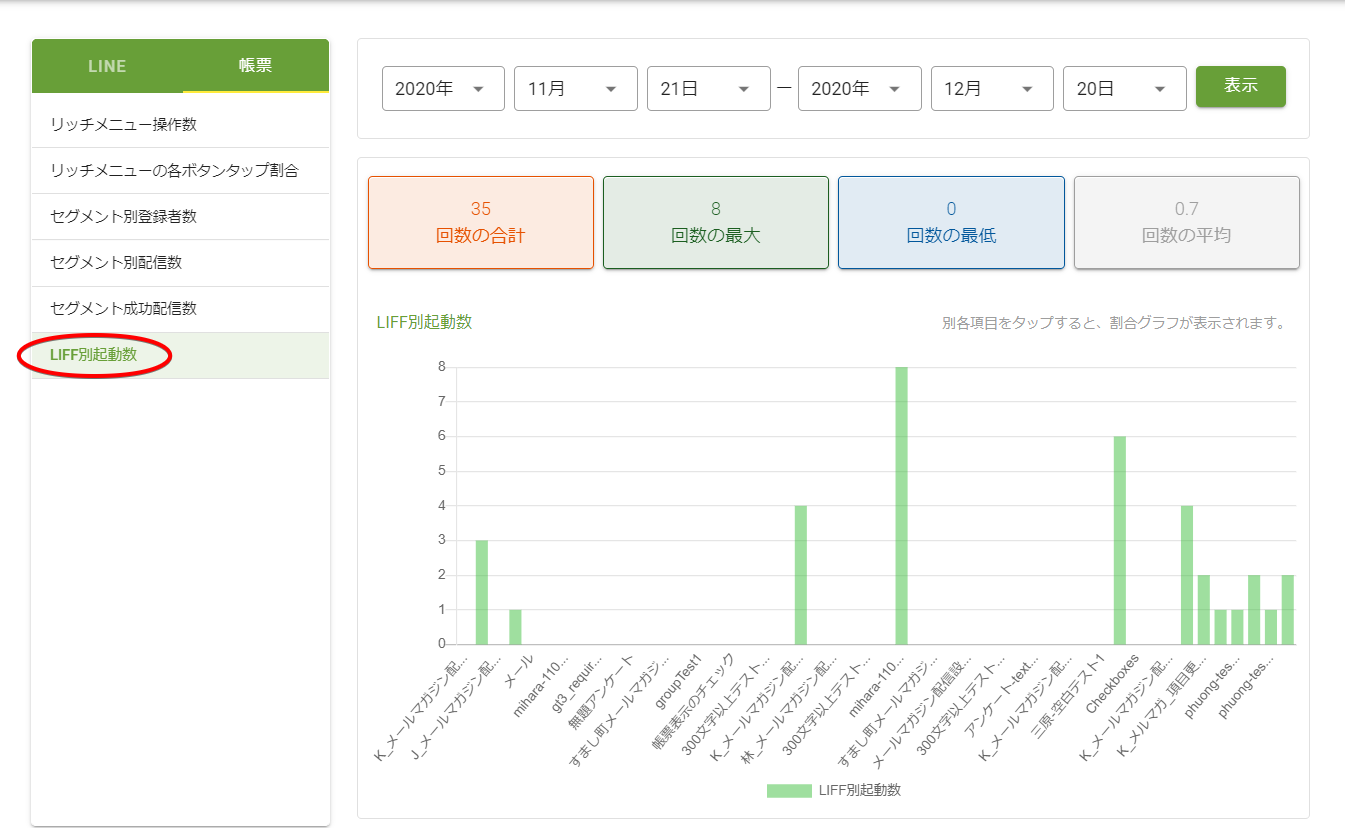 LINE 帳票
リッチメニュー操作数
リッチメニューの各ボタンタップ割合
セグメント別登録者数
セグメント別配信数
セグメント成功配信数
LIFF別起動数
2020年 11月 21日 — 2020年 12月 20日 表示
35
回数の合計
8
回数の最大
0
回数の最低
0.7
回数の平均
LIFF別起動数
別各項目をタップすると、割合グラフが表示されます。
8
7
6
5
4
3
2
1
0
K_メールマガジン配...
J_メールマガジン配...
メール
mihara-110...
gt3_requir...
無題アンケート
すまし町メールマガジ...
groupTest1
帳票表示のチェック
300文字以上テスト...
K_メールマガジン配...
林_メールマガジン配...
300文字以上テスト...
mihara-110...
すまし町メールマガジ...
メールマガジン配信設...
300文字以上テスト...
アンケート-text...
K_メールマガジン配...
三原-空白テスト1
Checkboxes
K_メールマガジン配...
K_メルマガ_項目更...
phuong-tes...
phuong-tes...
LIFF別起動数